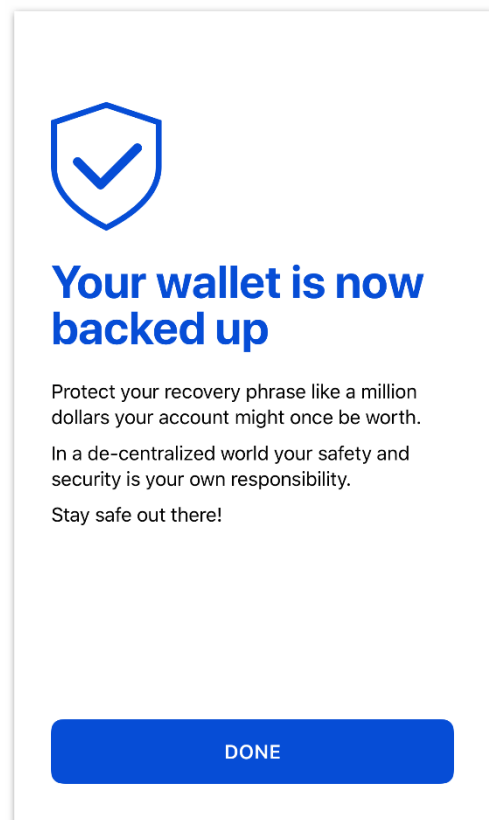 Your wallet is now
backed up
Protect your recovery phrase like a million
dollars your account might once be worth.
In a de-centralized world your safety and
security is your own responsibility.
Stay safe out there!
DONE